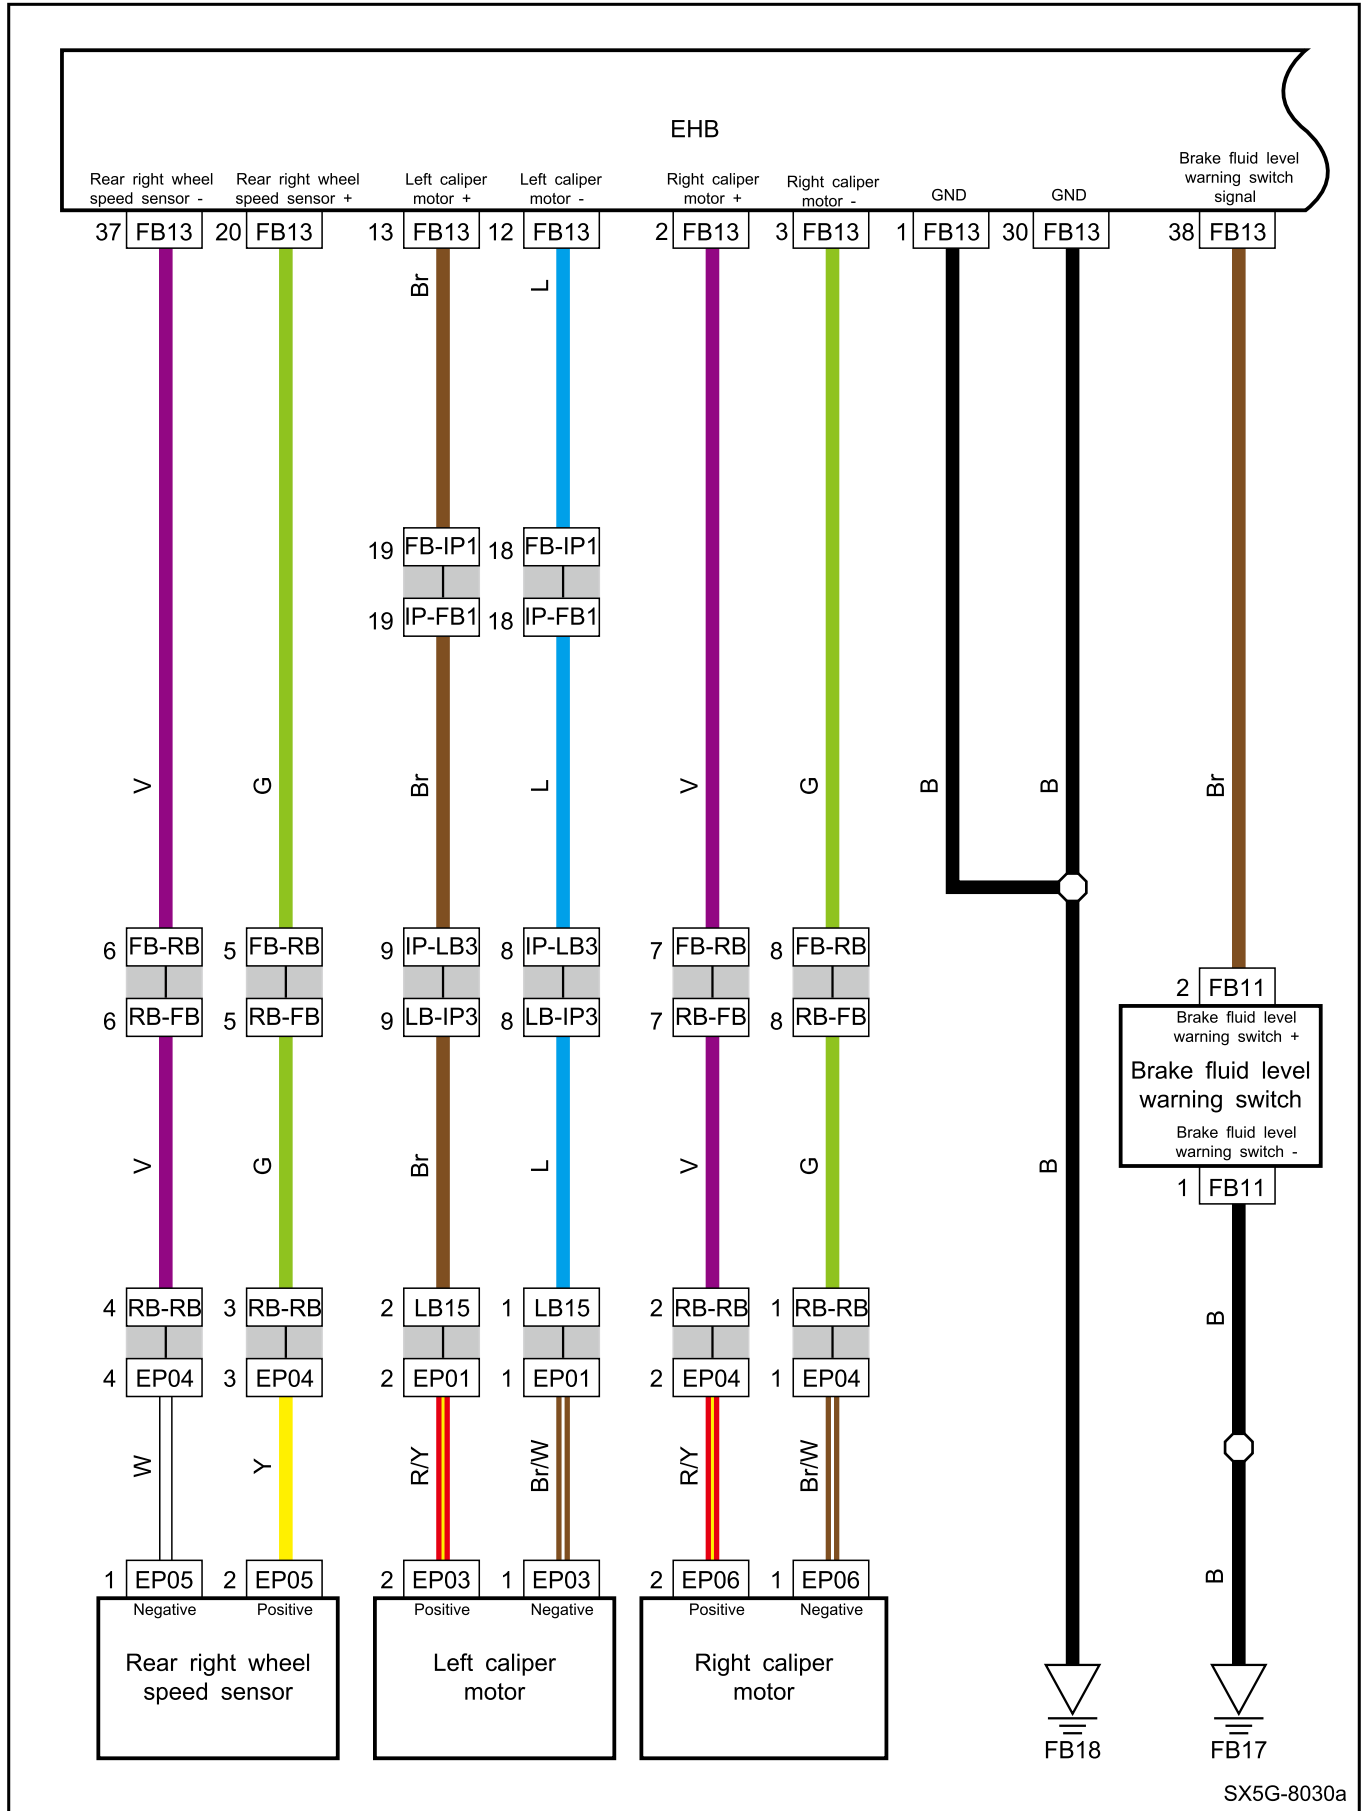 EHB
Rear right wheel
speed sensor -
Rear right wheel
speed sensor +
Left caliper
motor +
Left caliper
motor -
Right caliper
motor +
Right caliper
motor -
GND
GND
Brake fluid level
warning switch
signal
37 FB13 20 FB13 13 FB13 12 FB13 2 FB13 3 FB13 1 FB13 30 FB13 38 FB13
Br L
19 FB-IP1 18 FB-IP1
19 IP-FB1 18 IP-FB1
V G Br L V G B B Br
6 FB-RB 5 FB-RB 9 IP-LB3 8 IP-LB3 7 FB-RB 8 FB-RB
2 FB11
6 RB-FB 5 RB-FB 9 LB-IP3 8 LB-IP3 7 RB-FB 8 RB-FB
Brake fluid level
warning switch +
Brake fluid level
warning switch
Brake fluid level
warning switch -
V G Br L V G B
1 FB11
4 RB-RB 3 RB-RB 2 LB15 1 LB15 2 RB-RB 1 RB-RB
B
4 EP04 3 EP04 2 EP01 1 EP01 2 EP04 1 EP04
W Y R/Y Br/W R/Y Br/W
1 EP05 2 EP05 2 EP03 1 EP03 2 EP06 1 EP06
B
Negative Positive Positive Negative Positive Negative
Rear right wheel
speed sensor
Left caliper
motor
Right caliper
motor
FB18 FB17
SX5G-8030a